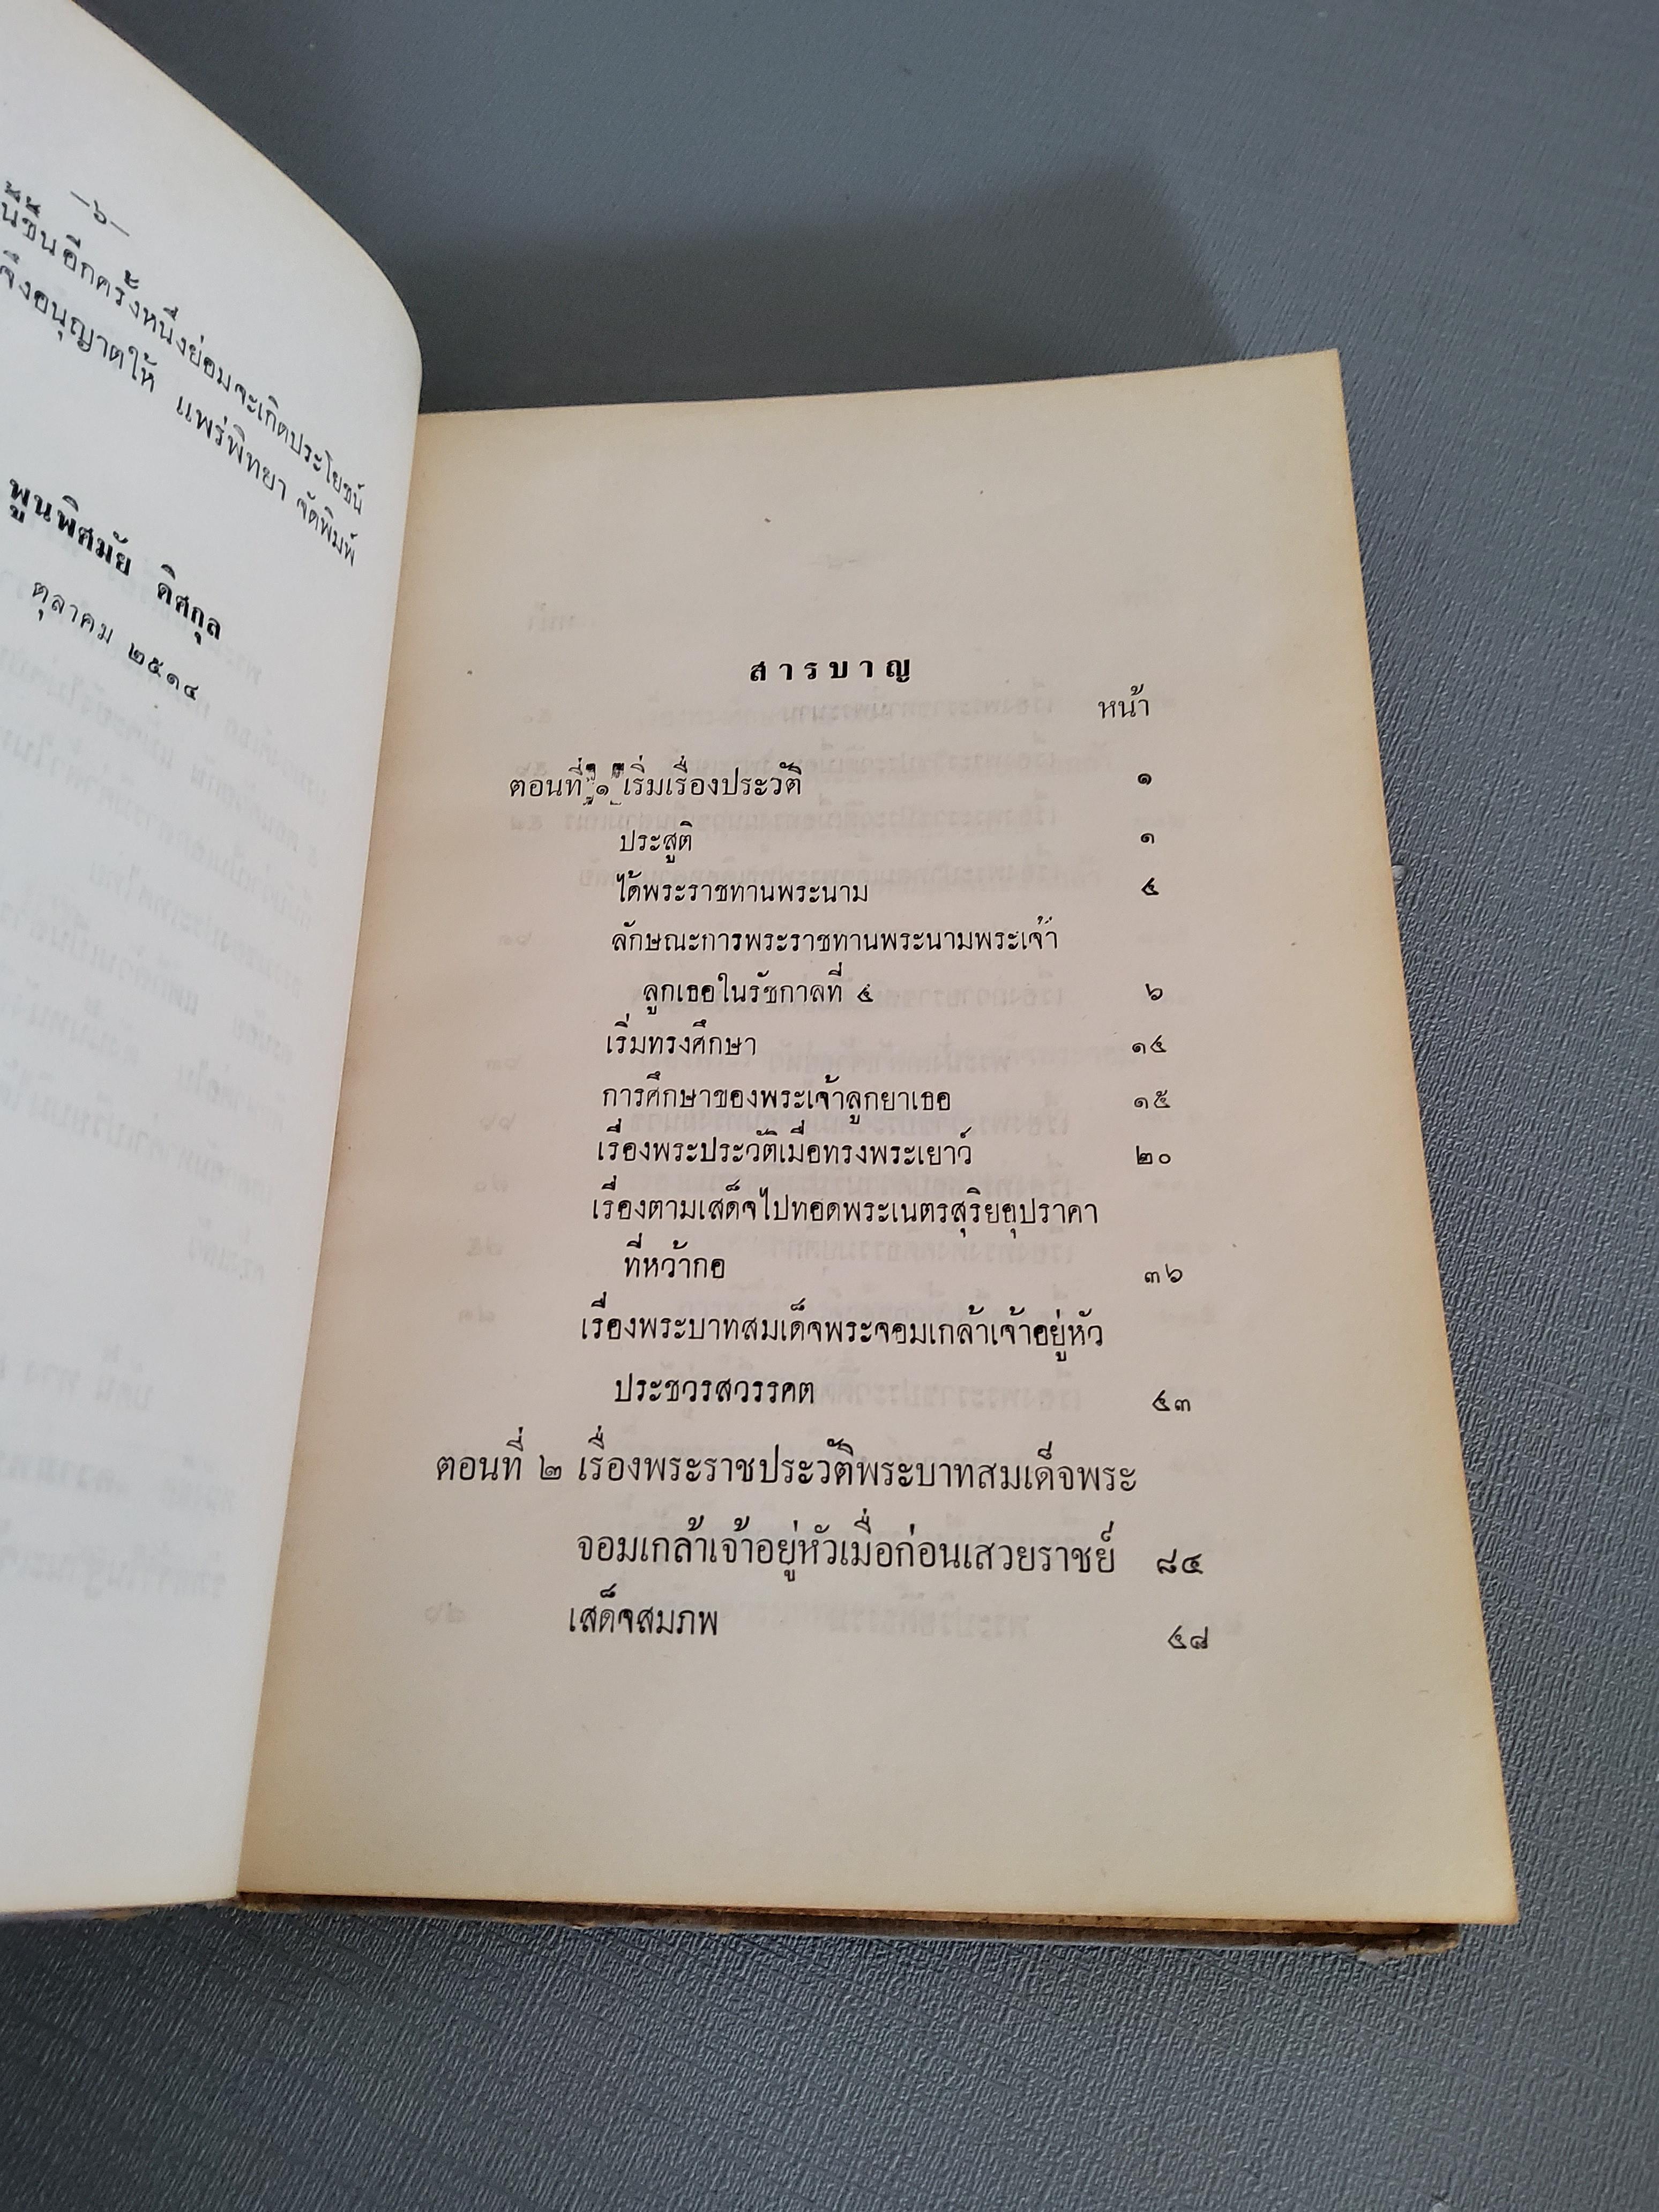 —๖—
นี้ขึ้นอีกครั้งหนึ่งย่อมจะเกิดประโยชน์
จึงอนุญาตให้ แพร่พิทยา จัดพิมพ์
พูนพิศมัย ดิศกุล
ตุลาคม ๒๕๑๔
สารบาญ
หน้า
ตอนที่ ๑ เริ่มเรื่องประวัติ ๑
ประสูติ ๑
ได้พระราชทานพระนาม ๔
ลักษณะการพระราชทานพระนามพระเจ้า
ลูกเธอในรัชกาลที่ ๔ ๖
เริ่มทรงศึกษา ๑๔
การศึกษาของพระเจ้าลูกยาเธอ ๑๕
เรื่องพระประวัติเมื่อทรงพระเยาว์ ๒๐
เรื่องตามเสด็จไปทอดพระเนตรสุริยอุปราคา
ที่หว้ากอ ๓๖
เรื่องพระบาทสมเด็จพระจอมเกล้าเจ้าอยู่หัว
ประชวรสวรรคต ๔๓
ตอนที่ ๒ เรื่องพระราชประวัติพระบาทสมเด็จพระ
จอมเกล้าเจ้าอยู่หัวเมื่อก่อนเสวยราชย์ ๘๔
เสด็จสมภพ ๔๘